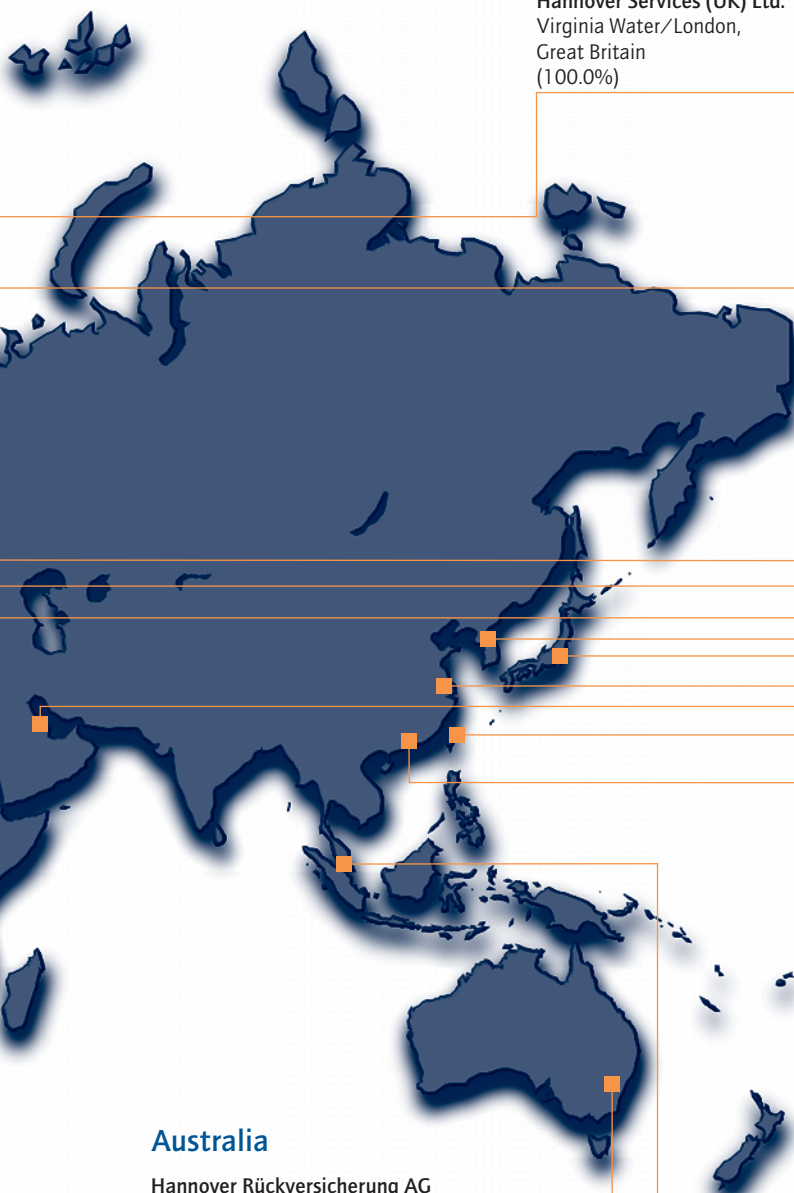 Hannover Services (UK) Ltd.
Virginia Water/London,
Great Britain
(100.0%)
Australia
Hannover Rückversicherung AG